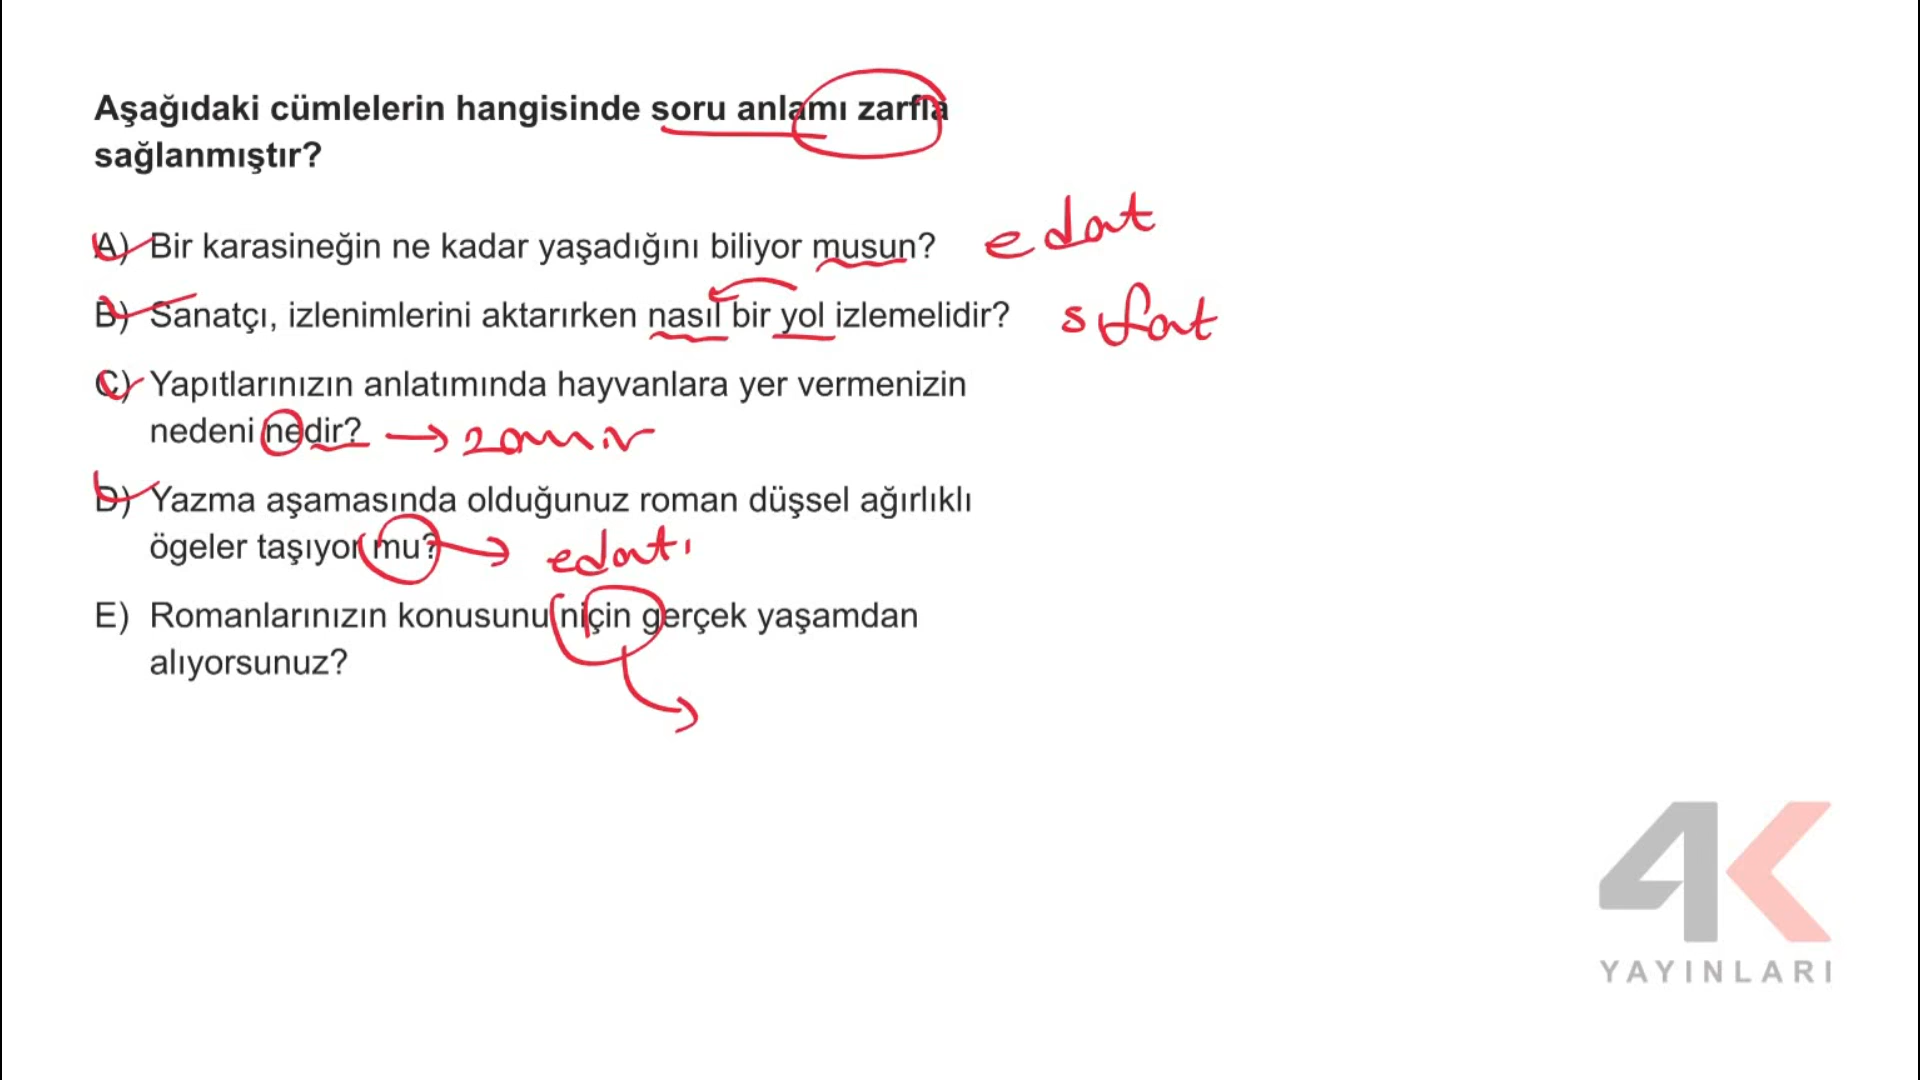 Aşağıdaki cümlelerin hangisinde soru anlamı zarfla
sağlanmıştır?
A) Bir karasineğin ne kadar yaşadığını biliyor musun? edat
B) Sanatçı, izlenimlerini aktarırken nasıl bir yol izlemelidir? sıfat
C) Yapıtlarınızın anlatımında hayvanlara yer vermenizin
nedeni nedir? → zamir
D) Yazma aşamasında olduğunuz roman düşsel ağırlıklı
ögeler taşıyor mu? → edatı
E) Romanlarınızın konusunu niçin gerçek yaşamdan
alıyorsunuz?
4K
YAYINLARI